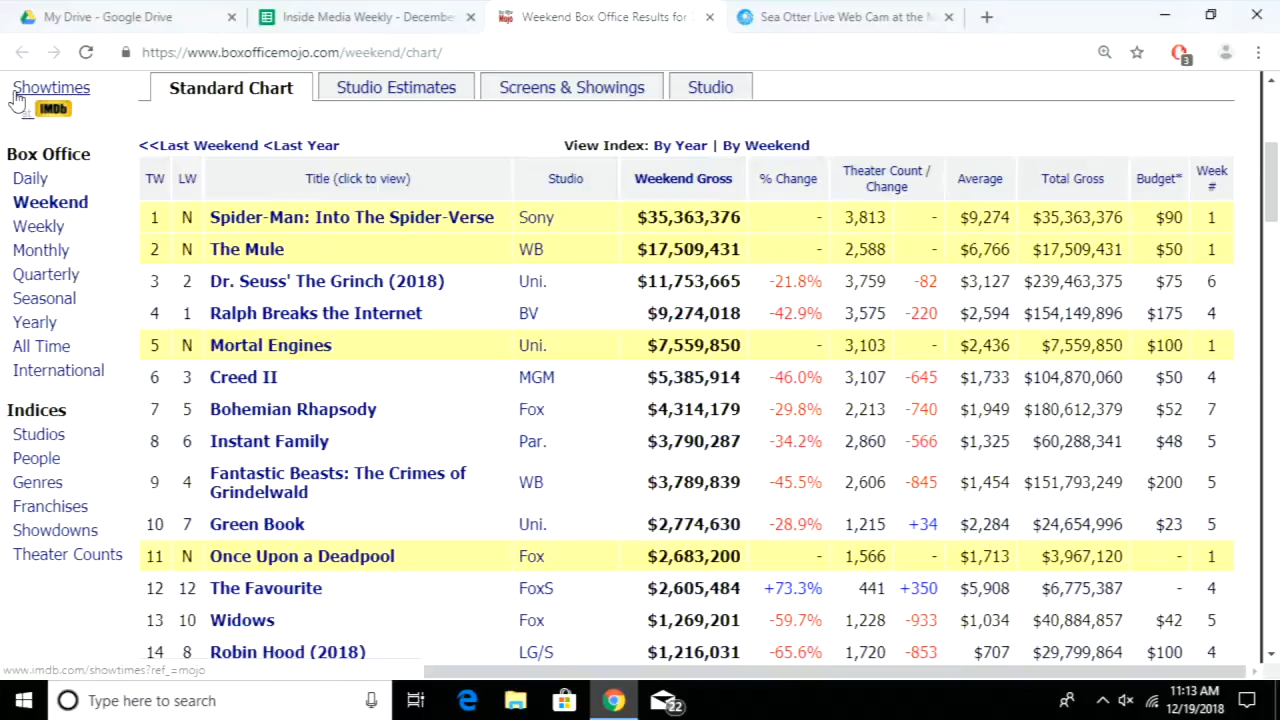 My Drive - Google Drive
Inside Media Weekly - Decembe
Weekend Box Office Results for
Sea Otter Live Web Cam at the M
https://www.boxofficemojo.com/weekend/chart/
3
Showtimes
at IMDb
Standard Chart Studio Estimates Screens & Showings Studio
Box Office
Daily
Weekend
Weekly
Monthly
Quarterly
Seasonal
Yearly
All Time
International
Indices
Studios
People
Genres
Franchises
Showdowns
Theater Counts
<<Last Weekend <Last Year View Index: By Year | By Weekend
TW LW Title (click to view) Studio Weekend Gross % Change Theater Count / Change Average Total Gross Budget* Week #
1 N Spider-Man: Into The Spider-Verse Sony $35,363,376 - 3,813 - $9,274 $35,363,376 $90 1
2 N The Mule WB $17,509,431 - 2,588 - $6,766 $17,509,431 $50 1
3 2 Dr. Seuss' The Grinch (2018) Uni. $11,753,665 -21.8% 3,759 -82 $3,127 $239,463,375 $75 6
4 1 Ralph Breaks the Internet BV $9,274,018 -42.9% 3,575 -220 $2,594 $154,149,896 $175 4
5 N Mortal Engines Uni. $7,559,850 - 3,103 - $2,436 $7,559,850 $100 1
6 3 Creed II MGM $5,385,914 -46.0% 3,107 -645 $1,733 $104,870,060 $50 4
7 5 Bohemian Rhapsody Fox $4,314,179 -29.8% 2,213 -740 $1,949 $180,612,379 $52 7
8 6 Instant Family Par. $3,790,287 -34.2% 2,860 -566 $1,325 $60,288,341 $48 5
9 4 Fantastic Beasts: The Crimes of Grindelwald WB $3,789,839 -45.5% 2,606 -845 $1,454 $151,793,249 $200 5
10 7 Green Book Uni. $2,774,630 -28.9% 1,215 +34 $2,284 $24,654,996 $23 5
11 N Once Upon a Deadpool Fox $2,683,200 - 1,566 - $1,713 $3,967,120 - 1
12 12 The Favourite FoxS $2,605,484 +73.3% 441 +350 $5,908 $6,775,387 - 4
13 10 Widows Fox $1,269,201 -59.7% 1,228 -933 $1,034 $40,884,857 $42 5
14 8 Robin Hood (2018) LG/S $1,216,031 -65.6% 1,720 -853 $707 $29,799,864 $100 4
www.imdb.com/showtimes?ref_=mojo
Type here to search
22
11:13 AM
12/19/2018